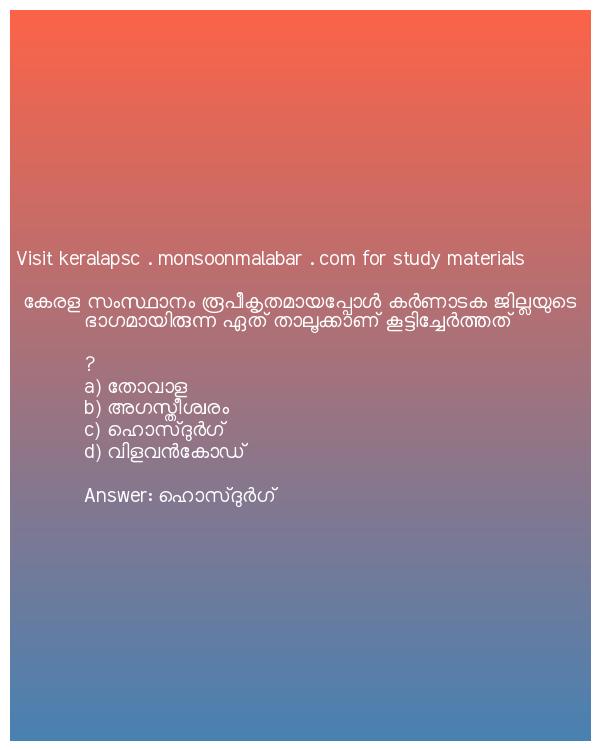 Visit keralapsc . monsoonmalabar . com for study materials
കേരള സംസ്ഥാനം രൂപീകൃതമായപ്പോൾ കർണാടക ജില്ലയുടെ
ഭാഗമായിരുന്ന ഏത് താലൂക്കാണ് കൂട്ടിച്ചേർത്തത്
?
a) തോവാള
b) അഗസ്തീശ്വരം
c) ഹൊസ്ദുർഗ്
d) വിളവൻകോഡ്
Answer: ഹൊസ്ദുർഗ്